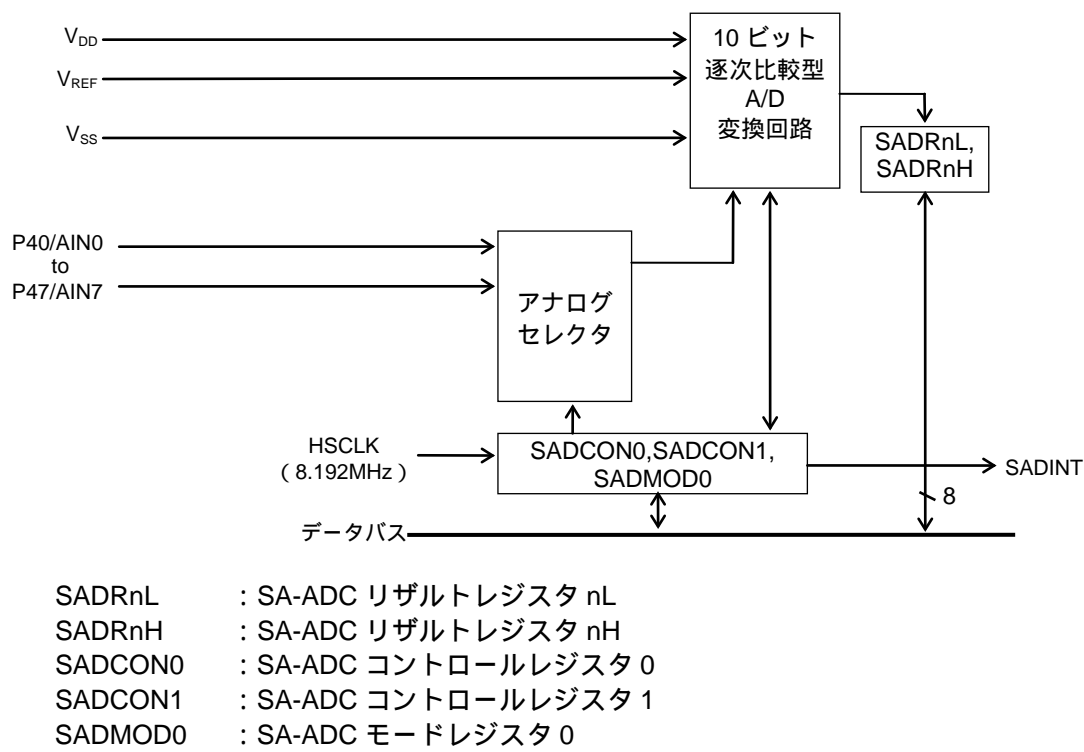 V_DD
V_REF
V_SS
10 ビット
逐次比較型
A/D
変換回路
SADRnL,
SADRnH
P40/AIN0
to
P47/AIN7
アナログ
セレクタ
HSCLK
(8.192MHz)
SADCON0,SADCON1,
SADMOD0
SADINT
8
データバス
SADRnL : SA-ADC リザルトレジスタ nL
SADRnH : SA-ADC リザルトレジスタ nH
SADCON0 : SA-ADC コントロールレジスタ 0
SADCON1 : SA-ADC コントロールレジスタ 1
SADMOD0 : SA-ADC モードレジスタ 0